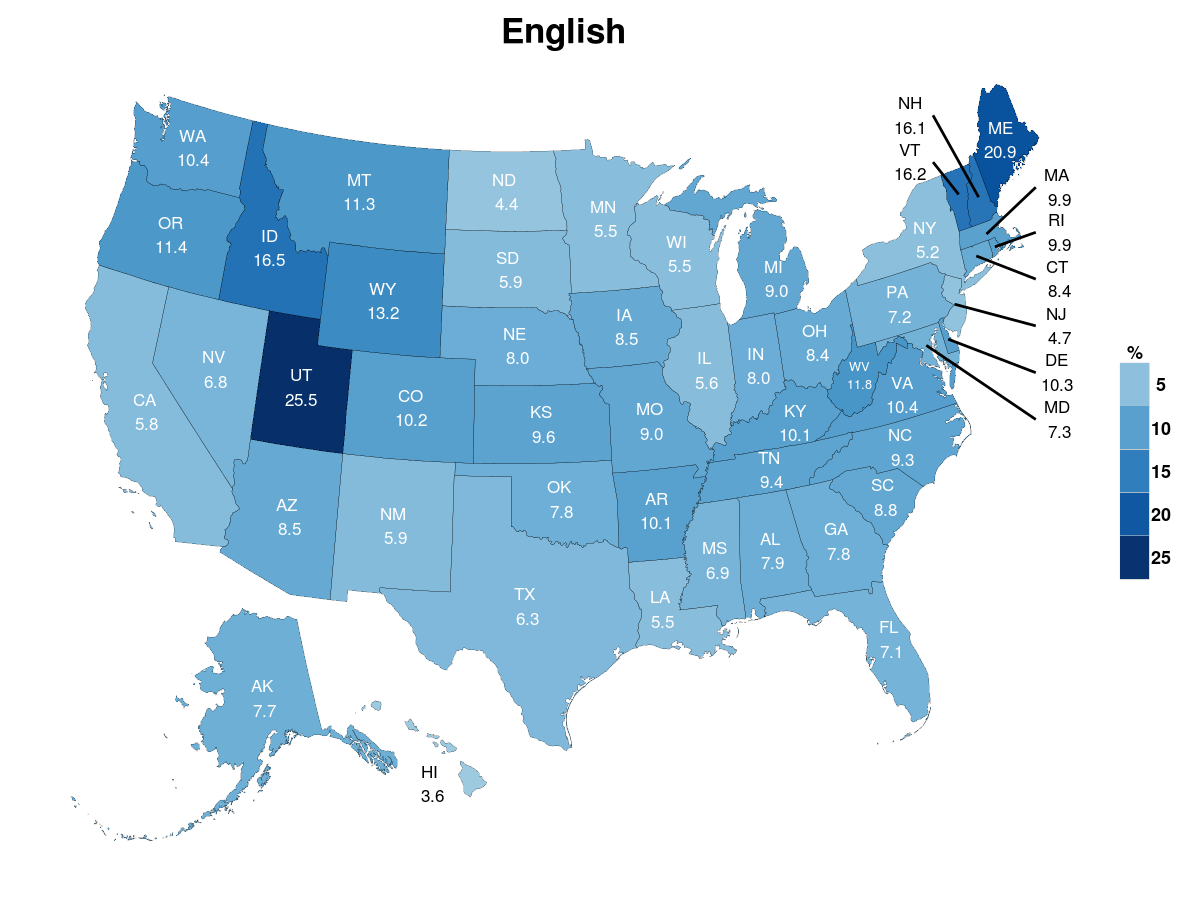 English
NH
16.1
VT
16.2
ME
20.9
WA
10.4
MT
11.3
ND
4.4
MN
5.5
MA
9.9
RI
9.9
OR
11.4
ID
16.5
SD
5.9
WI
5.5
MI
9.0
NY
5.2
CT
8.4
WY
13.2
PA
7.2
NJ
4.7
IA
8.5
NE
8.0
OH
8.4
DE
10.3
NV
6.8
UT
25.5
IL
5.6
IN
8.0
WV
11.8
VA
10.4
MD
7.3
CA
5.8
CO
10.2
KS
9.6
MO
9.0
KY
10.1
NC
9.3
TN
9.4
AZ
8.5
NM
5.9
OK
7.8
AR
10.1
SC
8.8
MS
6.9
AL
7.9
GA
7.8
TX
6.3
LA
5.5
FL
7.1
AK
7.7
HI
3.6
%
5
10
15
20
25